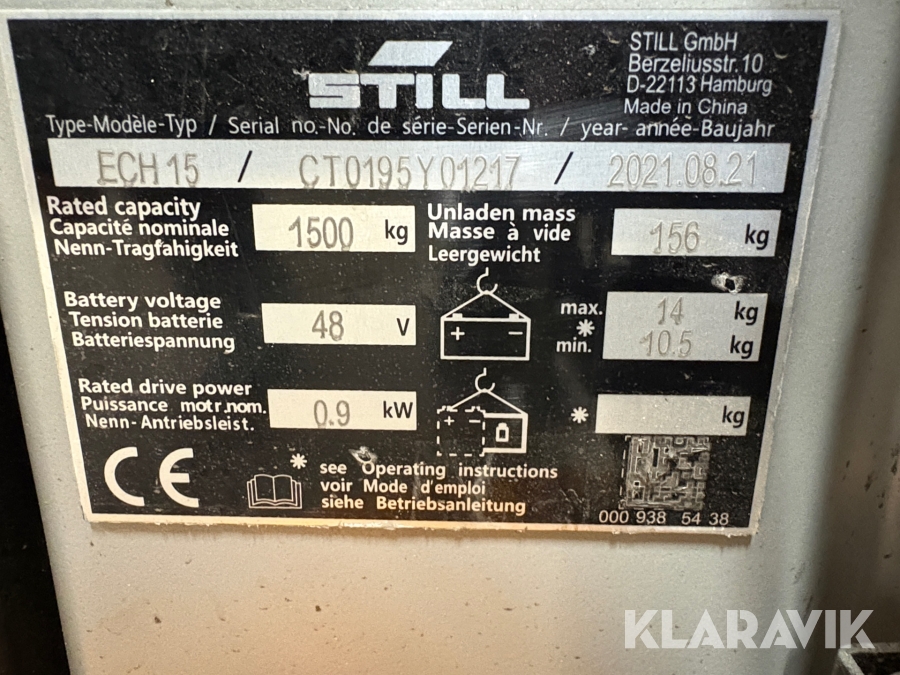 STILL
STILL GmbH
Berzeliusstr. 10
D-22113 Hamburg
Made in China
Type-Modèle-Typ / Serial no.-No. de série-Serien-Nr. / year- année-Baujahr
ECH 15 / CT0195Y01217 / 2021.08.21
Rated capacity
Capacité nominale
Nenn-Tragfähigkeit
1500 kg
Unladen mass
Masse à vide
Leergewicht
156 kg
Battery voltage
Tension batterie
Batteriespannung
48 V
+ −
max. 14 kg
*
min. 10.5 kg
Rated drive power
Puissance motr.nom.
Nenn-Antriebsleist.
0.9 kW
+ −
* kg
CE
* see Operating instructions
voir Mode d'emploi
siehe Betriebsanleitung
000 938 54 38
KLARAVIK